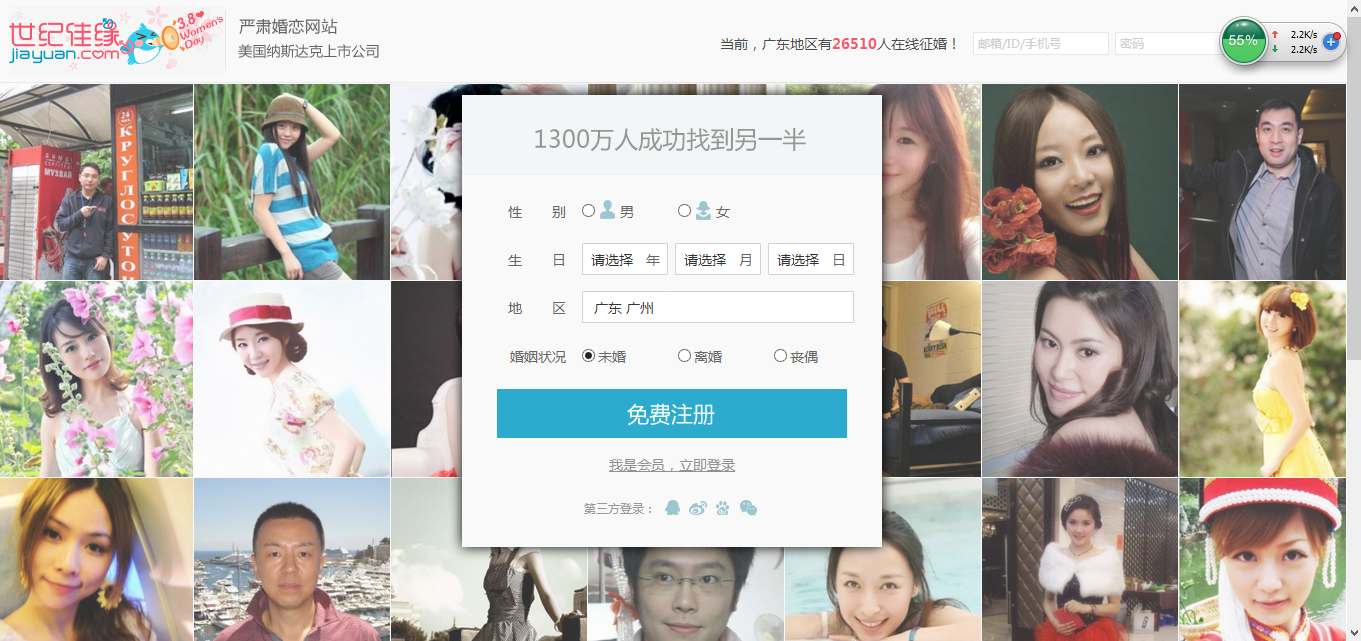 世纪佳缘
jiayuan.com
3.8
Women's
Day
严肃婚恋网站
美国纳斯达克上市公司
当前，广东地区有26510人在线征婚！
邮箱/ID/手机号
密码
55%
2.2K/s
2.2K/s
24
КРУГЛОСУТОЧ
1300万人成功找到另一半
性 别 男 女
生 日 请选择 年 请选择 月 请选择 日
地 区 广东 广州
婚姻状况 未婚 离婚 丧偶
免费注册
我是会员，立即登录
第三方登录：